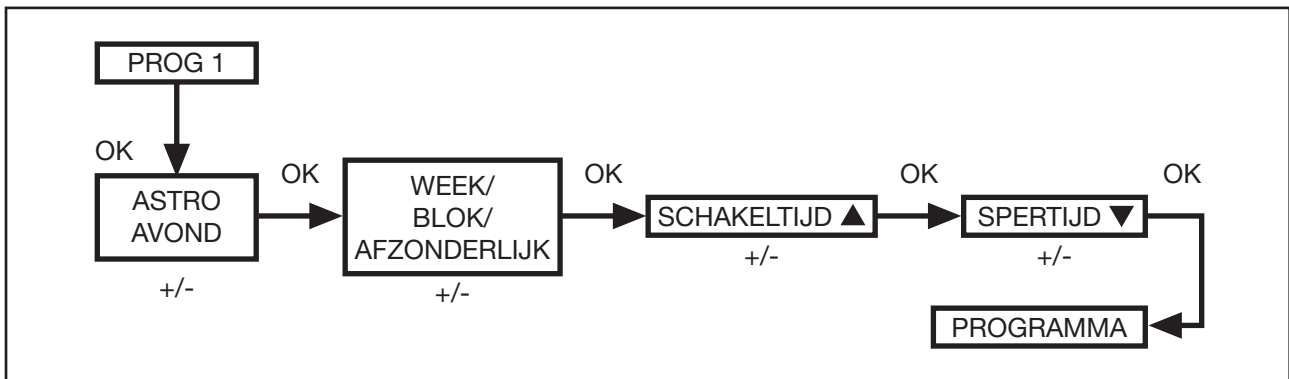 PROG 1
OK
ASTRO
AVOND
+/-
OK
WEEK/
BLOK/
AFZONDERLIJK
+/-
OK
SCHAKELTIJD ▲
+/-
OK
SPERTIJD ▼
+/-
OK
PROGRAMMA